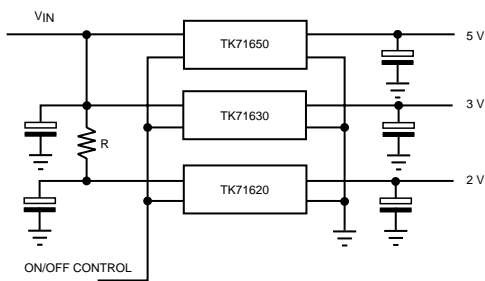 VIN
TK71650
5 V
TK71630
3 V
R
TK71620
2 V
ON/OFF CONTROL